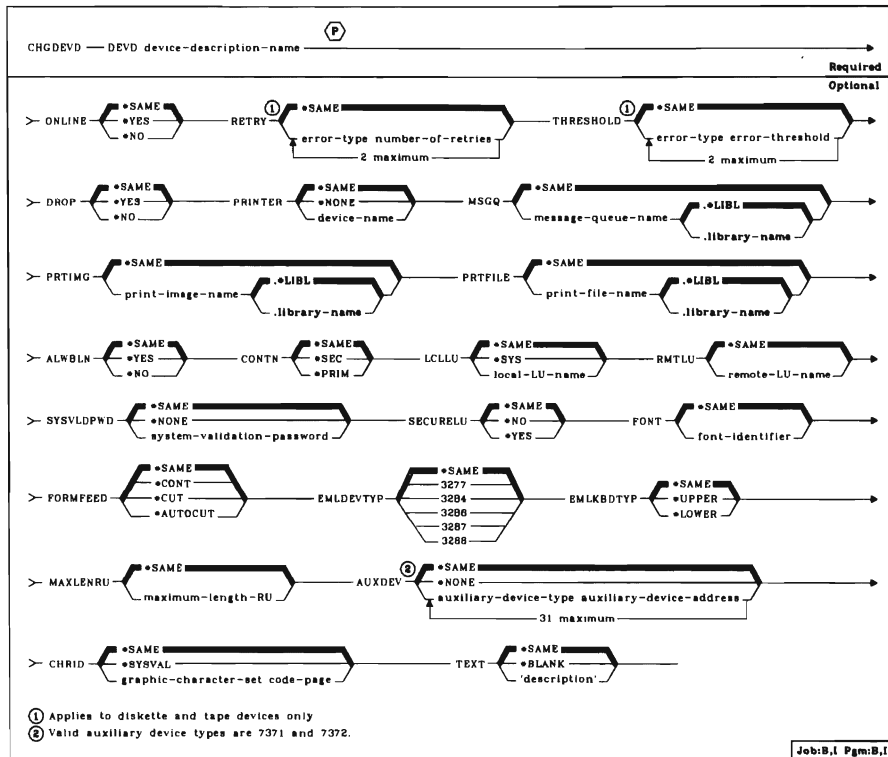 P
CHGDEVD DEVD device-description-name
Required
Optional
•SAME •SAME •SAME
ONLINE •YES RETRY 1 THRESHOLD 1
•NO error-type number-of-retries error-type error-threshold
2 maximum 2 maximum
•SAME •SAME •SAME
DROP •YES PRINTER •NONE MSGQ .•LIBL
•NO device-name message-queue-name
.library-name
•SAME •SAME
PRTIMG .•LIBL PRTFILE .•LIBL
print-image-name print-file-name
.library-name .library-name
•SAME •SAME •SAME •SAME
ALWBLN •YES CONTN •SEC LCLLU •SYS RMTLU
•NO •PRIM local-LU-name remote-LU-name
•SAME •SAME •SAME
SYSVLDPWD •NONE SECURELU •NO FONT
system-validation-password •YES font-identifier
•SAME •SAME
•CONT 3277 •SAME
FORMFEED •CUT EMLDEVTYP 3284 EMLKBDTYP •UPPER
•AUTOCUT 3286 •LOWER
3287
3288
•SAME 2 •SAME
MAXLENRU AUXDEV •NONE
maximum-length-RU auxiliary-device-type auxiliary-device-address
31 maximum
•SAME •SAME
CHRID •SYSVAL TEXT •BLANK
graphic-character-set code-page 'description'
1 Applies to diskette and tape devices only
2 Valid auxiliary device types are 7371 and 7372.
Job:B,I Pgm:B,I